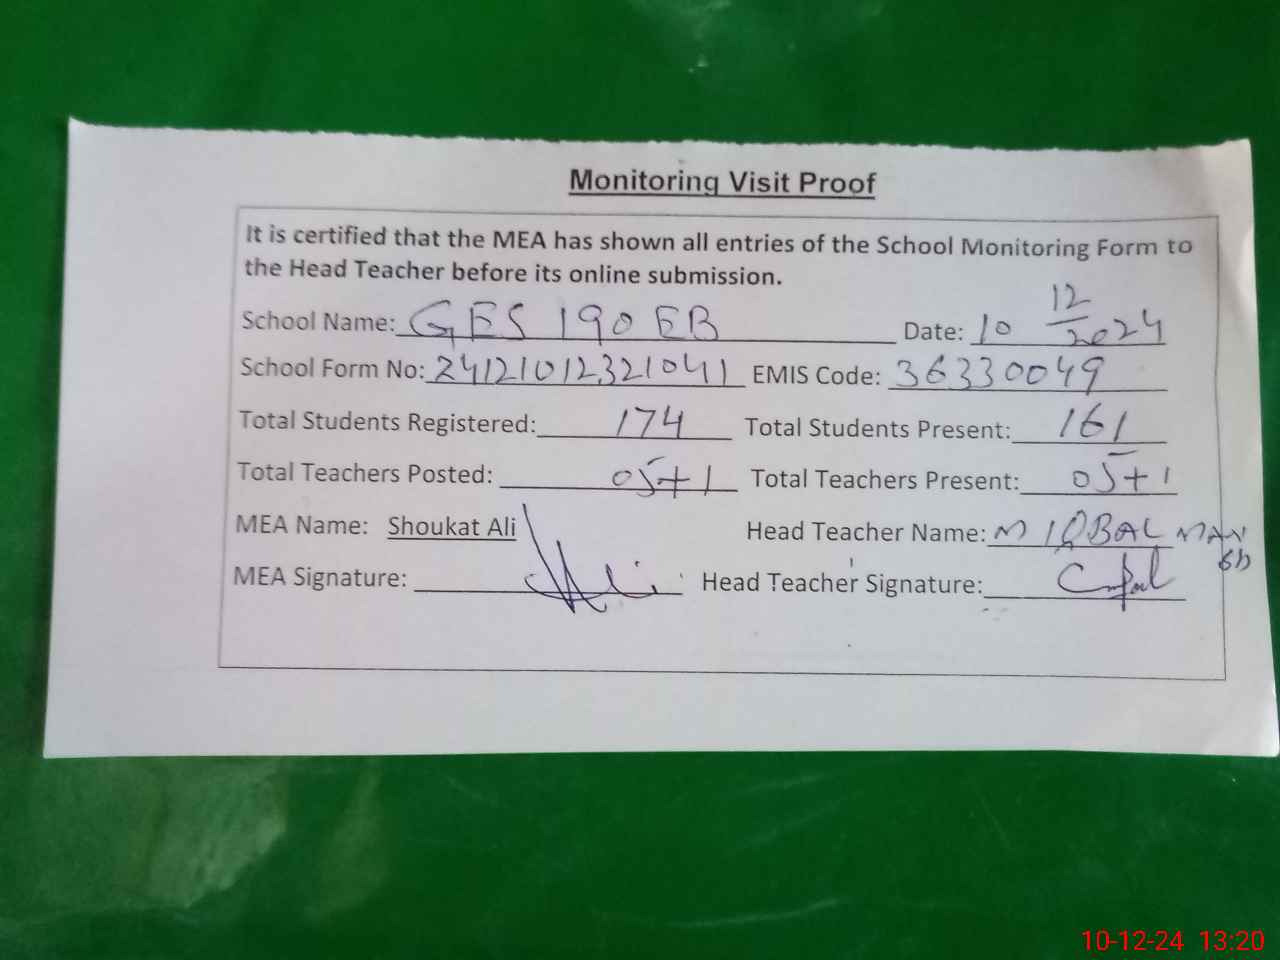 Monitoring Visit Proof
It is certified that the MEA has shown all entries of the School Monitoring Form to
the Head Teacher before its online submission.
School Name: GES 190 EB Date: 10 12/2024
School Form No: 24121012321041 EMIS Code: 36330049
Total Students Registered: 174 Total Students Present: 161
Total Teachers Posted: 05+1 Total Teachers Present: 05+1
MEA Name: Shoukat Ali Head Teacher Name: M IQBAL
MEA Signature: Head Teacher Signature:
10-12-24 13:20